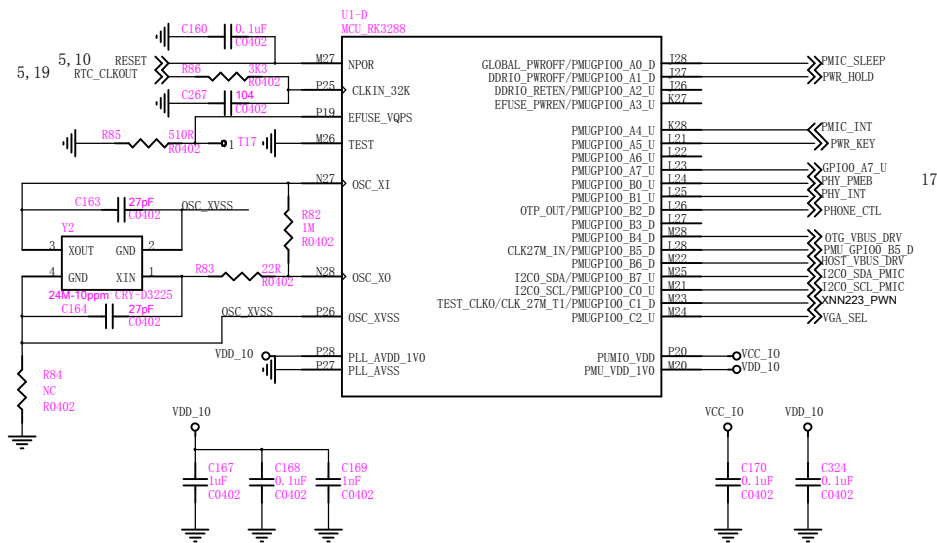 U1-D
MCU_RK3288
C160 0.1uF
C0402
5,10 RESET
5,19 RTC_CLKOUT
R86 3K3
R0402
C267 104
C0402
R85 510R
R0402
1 T17
M27 NPOR
P25 CLKIN_32K
P19 EFUSE_VQPS
M26 TEST
N27 OSC_XI
N28 OSC_XO
P26 OSC_XVSS
P28 PLL_AVDD_1V0
P27 PLL_AVSS
C163 27pF
C0402
OSC_XVSS
R82
1M
R0402
Y2
3 XOUT GND 2
4 GND XIN 1
24M-10ppm CRY-D3225
R83 22R
R0402
C164 27pF
C0402
OSC_XVSS
VDD_10
R84
NC
R0402
GLOBAL_PWROFF/PMUGPIO0_A0_D J28 PMIC_SLEEP
DDRIO_PWROFF/PMUGPIO0_A1_D J27 PWR_HOLD
DDRIO_RETEN/PMUGPIO0_A2_U J26
EFUSE_PWREN/PMUGPIO0_A3_U K27
PMUGPIO0_A4_U K28 PMIC_INT
PMUGPIO0_A5_U L21 PWR_KEY
PMUGPIO0_A6_U L22
PMUGPIO0_A7_U L23 GPIO0_A7_U
PMUGPIO0_B0_U L24 PHY_PMEB
17
PMUGPIO0_B1_U L25 PHY_INT
OTP_OUT/PMUGPIO0_B2_D L26 PHONE_CTL
PMUGPIO0_B3_D L27
PMUGPIO0_B4_D M28 OTG_VBUS_DRV
CLK27M_IN/PMUGPIO0_B5_D L28 PMU_GPIO0_B5_D
PMUGPIO0_B6_D M22 HOST_VBUS_DRV
I2C0_SDA/PMUGPIO0_B7_U M25 I2C0_SDA_PMIC
I2C0_SCL/PMUGPIO0_C0_U M21 I2C0_SCL_PMIC
TEST_CLKO/CLK_27M_T1/PMUGPIO0_C1_D M23 XNN223_PWN
PMUGPIO0_C2_U M24 VGA_SEL
PUMIO_VDD P20 VCC_IO
PMU_VDD_1V0 M20 VDD_10
VDD_10
C167
1uF
C0402
C168
0.1uF
C0402
C169
1nF
C0402
VCC_IO
C170
0.1uF
C0402
VDD_10
C324
0.1uF
C0402